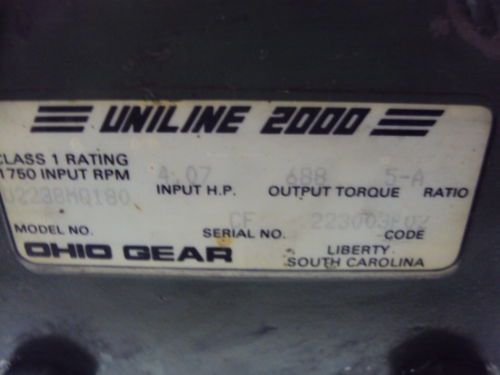 UNILINE 2000
CLASS 1 RATING
1750 INPUT RPM 4.07 688 5-A
INPUT H.P. OUTPUT TORQUE RATIO
CF
MODEL NO. SERIAL NO. CODE
OHIO GEAR LIBERTY
SOUTH CAROLINA